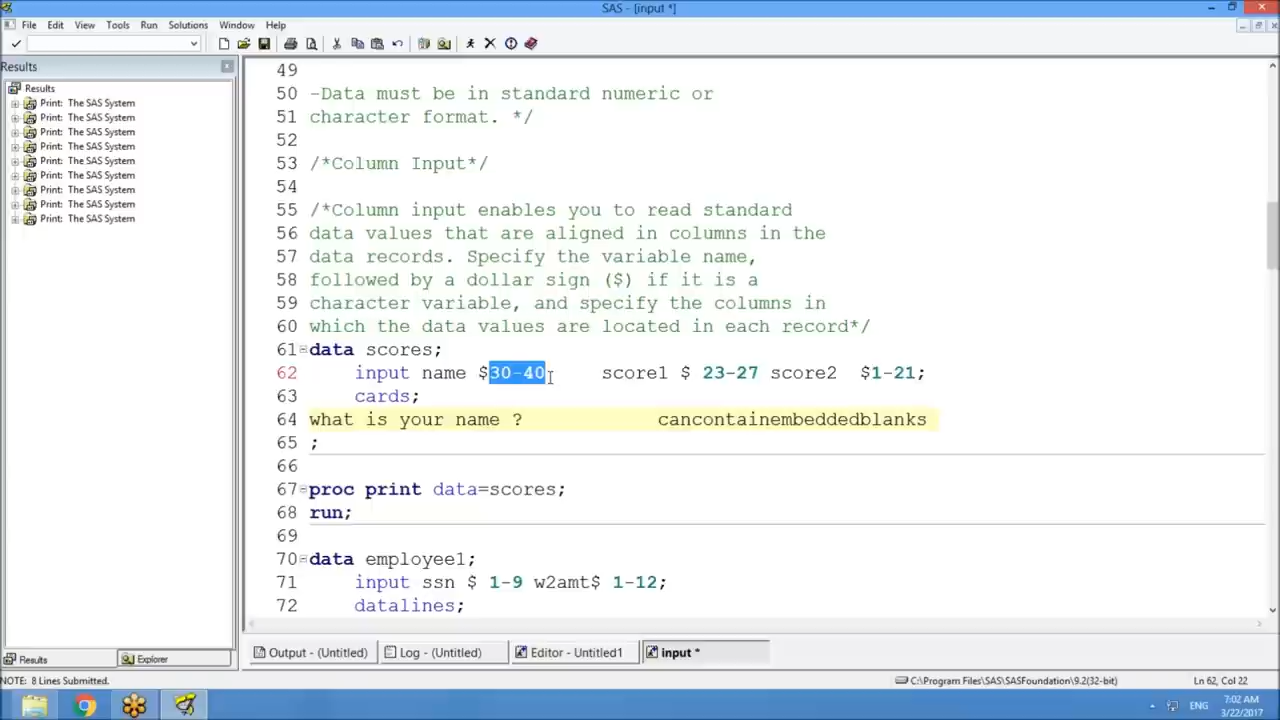 SAS - [input *]
File Edit View Tools Run Solutions Window Help
Results
Results
Print: The SAS System
Print: The SAS System
Print: The SAS System
Print: The SAS System
Print: The SAS System
Print: The SAS System
Print: The SAS System
Print: The SAS System
Print: The SAS System
49
50 -Data must be in standard numeric or
51 character format. */
52
53 /*Column Input*/
54
55 /*Column input enables you to read standard
56 data values that are aligned in columns in the
57 data records. Specify the variable name,
58 followed by a dollar sign ($) if it is a
59 character variable, and specify the columns in
60 which the data values are located in each record*/
61 data scores;
62 input name $30-40 score1 $ 23-27 score2 $1-21;
63 cards;
64 what is your name ? cancontainembeddedblanks
65 ;
66
67 proc print data=scores;
68 run;
69
70 data employee1;
71 input ssn $ 1-9 w2amt$ 1-12;
72 datalines;
Results Explorer
Output - (Untitled) Log - (Untitled) Editor - Untitled1 input *
NOTE: 8 Lines Submitted. C:\Program Files\SAS\SASFoundation\9.2(32-bit) Ln 62, Col 22
ENG 7:02 AM
3/22/2017